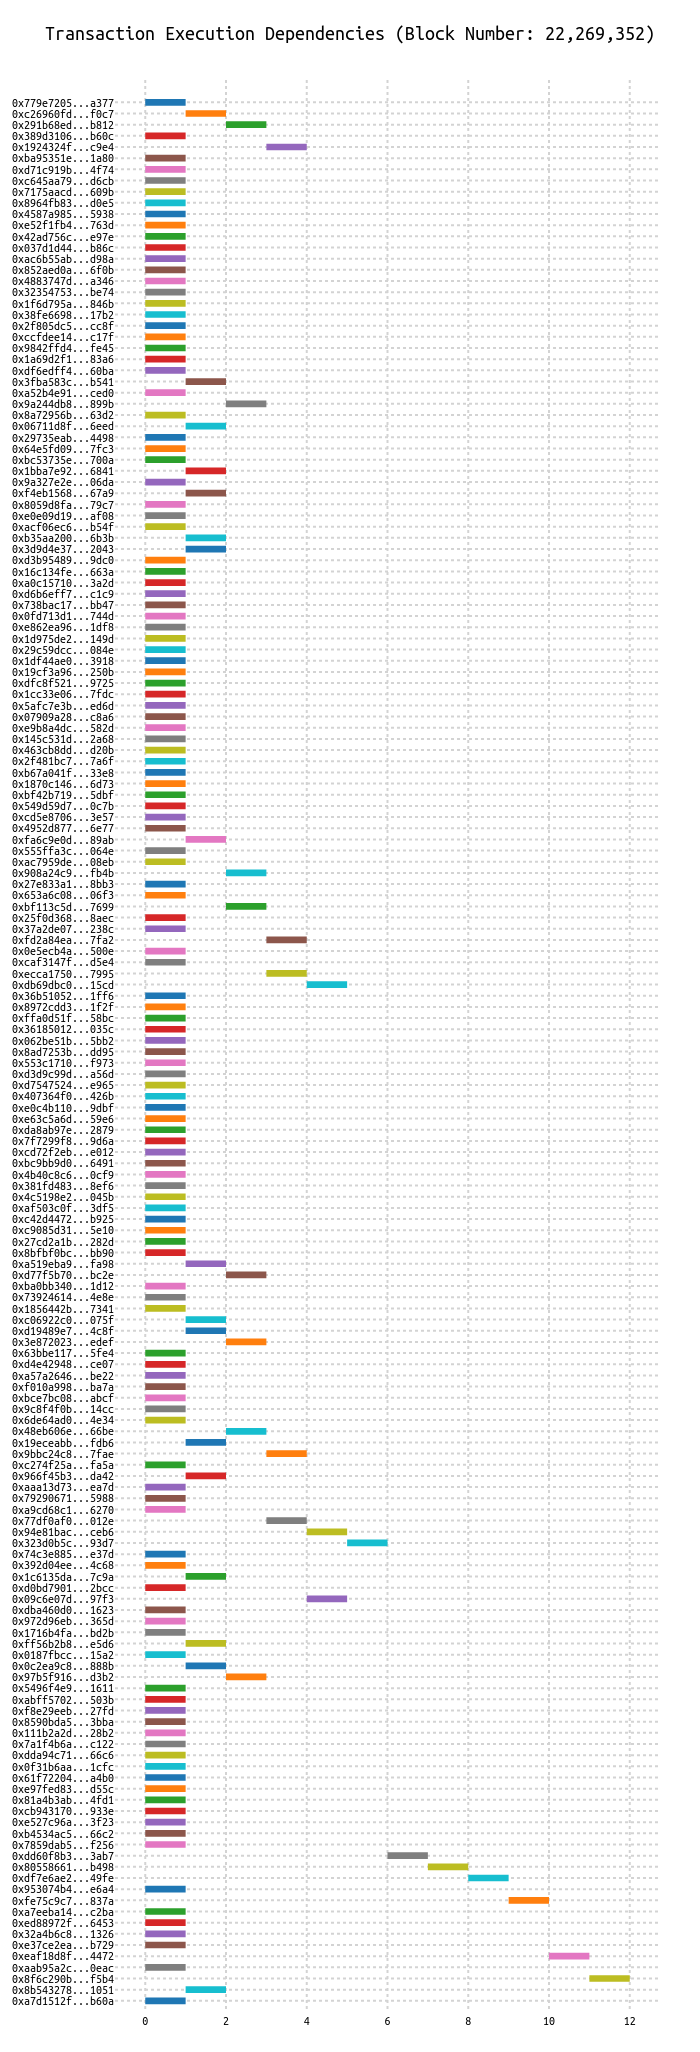 Transaction Execution Dependencies (Block Number: 22,269,352)
0x779e7205...a377
0xc26960fd...f0c7
0x291b68ed...b812
0x389d3106...b60c
0x1924324f...c9e4
0xba95351e...1a80
0xd71c919b...4f74
0xc645aa79...d6cb
0x7175aacd...609b
0x8964fb83...d0e5
0x4587a985...5938
0xe52f1fb4...763d
0x42ad756c...e97e
0x037d1d44...b86c
0xac6b55ab...d98a
0x852aed0a...6f0b
0x4883747d...a346
0x32354753...be74
0x1f6d795a...846b
0x38fe6698...17b2
0x2f805dc5...cc8f
0xccfdee14...c17f
0x9842ffd4...fe45
0x1a69d2f1...83a6
0xdf6edff4...60ba
0x3fba583c...b541
0xa52b4e91...ced0
0x9a244db8...899b
0x8a72956b...63d2
0x06711d8f...6eed
0x29735eab...4498
0x64e5fd09...7fc3
0xbc53735e...700a
0x1bba7e92...6841
0x9a327e2e...06da
0xf4eb1568...67a9
0x8059d8fa...79c7
0xe0e09d19...af08
0xacf06ec6...b54f
0xb35aa200...6b3b
0x3d9d4e37...2043
0xd3b95489...9dc0
0x16c134fe...663a
0xa0c15710...3a2d
0xd6b6eff7...c1c9
0x738bac17...bb47
0x0fd713d1...744d
0xe862ea96...1df8
0x1d975de2...149d
0x29c59dcc...084e
0x1df44ae0...3918
0x19cf3a96...250b
0xdfc8f521...9725
0x1cc33e06...7fdc
0x5afc7e3b...ed6d
0x07909a28...c8a6
0xe9b8a4dc...582d
0x145c531d...2a68
0x463cb8dd...d20b
0x2f481bc7...7a6f
0xb67a041f...33e8
0x1870c146...6d73
0xbf42b719...5dbf
0x549d59d7...0c7b
0xcd5e8706...3e57
0x4952d877...6e77
0xfa6c9e0d...89ab
0x555ffa3c...064e
0xac7959de...08eb
0x908a24c9...fb4b
0x27e833a1...8bb3
0x653a6c08...06f3
0xbf113c5d...7699
0x25f0d368...8aec
0x37a2de07...238c
0xfd2a84ea...7fa2
0x0e5ecb4a...500e
0xcaf3147f...d5e4
0xecca1750...7995
0xdb69dbc0...15cd
0x36b51052...1ff6
0x8972cdd3...1f2f
0xffa0d51f...58bc
0x36185012...035c
0x062be51b...5bb2
0x8ad7253b...dd95
0x553c1710...f973
0xd3d9c99d...a56d
0xd7547524...e965
0x407364f0...426b
0xe0c4b110...9dbf
0xe63c5a6d...59e6
0xda8ab97e...2879
0x7f7299f8...9d6a
0xcd72f2eb...e012
0xbc9bb9d0...6491
0x4b40c8c6...0cf9
0x381fd483...8ef6
0x4c5198e2...045b
0xaf503c0f...3df5
0xc42d4472...b925
0xc9085d31...5e10
0x27cd2a1b...282d
0x8bfbf0bc...bb90
0xa519eba9...fa98
0xd77f5b70...bc2e
0xba0bb340...1d12
0x73924614...4e8e
0x1856442b...7341
0xc06922c0...075f
0xd19489e7...4c8f
0x3e872023...edef
0x63bbe117...5fe4
0xd4e42948...ce07
0xa57a2646...be22
0xf010a998...ba7a
0xbce7bc08...abcf
0x9c8f4f0b...14cc
0x6de64ad0...4e34
0x48eb606e...66be
0x19eceabb...fdb6
0x9bbc24c8...7fae
0xc274f25a...fa5a
0x966f45b3...da42
0xaaa13d73...ea7d
0x79290671...5988
0xa9cd68c1...6270
0x77df0af0...012e
0x94e81bac...ceb6
0x323d0b5c...93d7
0x74c3e885...e37d
0x392d04ee...4c68
0x1c6135da...7c9a
0xd0bd7901...2bcc
0x09c6e07d...97f3
0xdba460d0...1623
0x972d96eb...365d
0x1716b4fa...bd2b
0xff56b2b8...e5d6
0x0187fbcc...15a2
0x0c2ea9c8...888b
0x97b5f916...d3b2
0x5496f4e9...1611
0xabff5702...503b
0xf8e29eeb...27fd
0x8590bda5...3bba
0x111b2a2d...28b2
0x7a1f4b6a...c122
0xdda94c71...66c6
0x0f31b6aa...1cfc
0x61f72204...a4b0
0xe97fed83...d55c
0x81a4b3ab...4fd1
0xcb943170...933e
0xe527c96a...3f23
0xb4534ac5...66c2
0x7859dab5...f256
0xdd60f8b3...3ab7
0x80558661...b498
0xdf7e6ae2...49fe
0x953074b4...e6a4
0xfe75c9c7...837a
0xa7eeba14...c2ba
0xed88972f...6453
0x32a4b6c8...1326
0xe37ce2ea...b729
0xeaf18d8f...4472
0xaab95a2c...0eac
0x8f6c290b...f5b4
0x8b543278...1051
0xa7d1512f...b60a
0 2 4 6 8 10 12